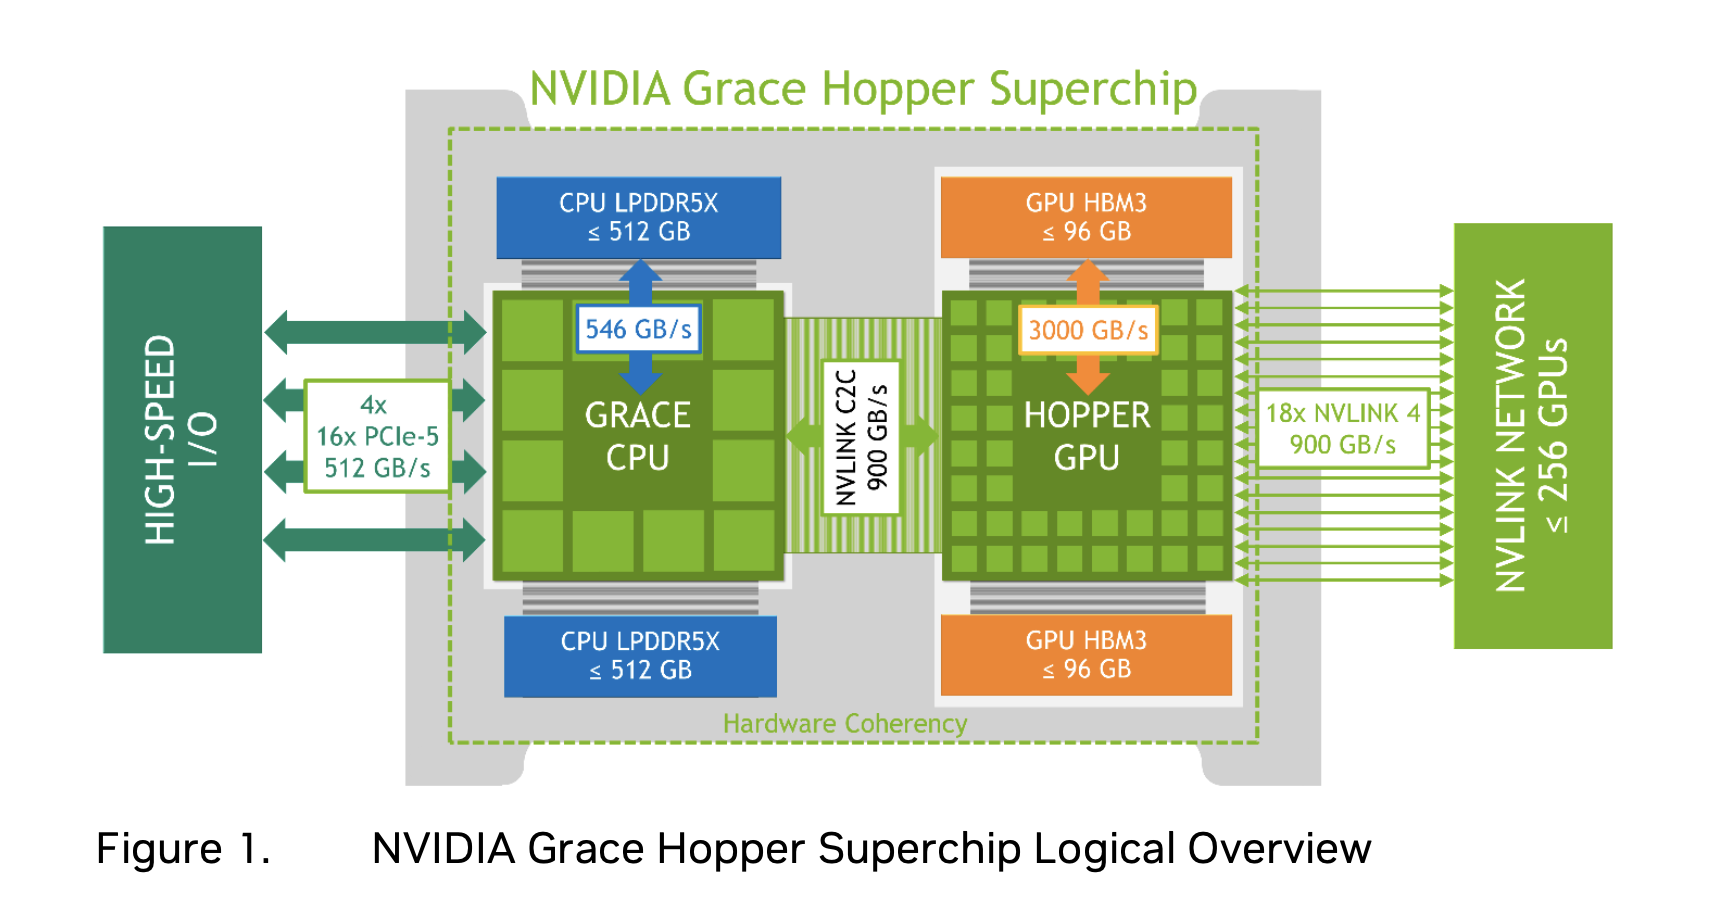 NVIDIA Grace Hopper Superchip
CPU LPDDR5X
≤ 512 GB
GPU HBM3
≤ 96 GB
HIGH-SPEED
I/O
4x
16x PCIe-5
512 GB/s
546 GB/s
GRACE
CPU
NVLINK C2C
900 GB/s
3000 GB/s
HOPPER
GPU
18x NVLINK 4
900 GB/s
NVLINK NETWORK
≤ 256 GPUs
CPU LPDDR5X
≤ 512 GB
GPU HBM3
≤ 96 GB
Hardware Coherency
Figure 1. NVIDIA Grace Hopper Superchip Logical Overview